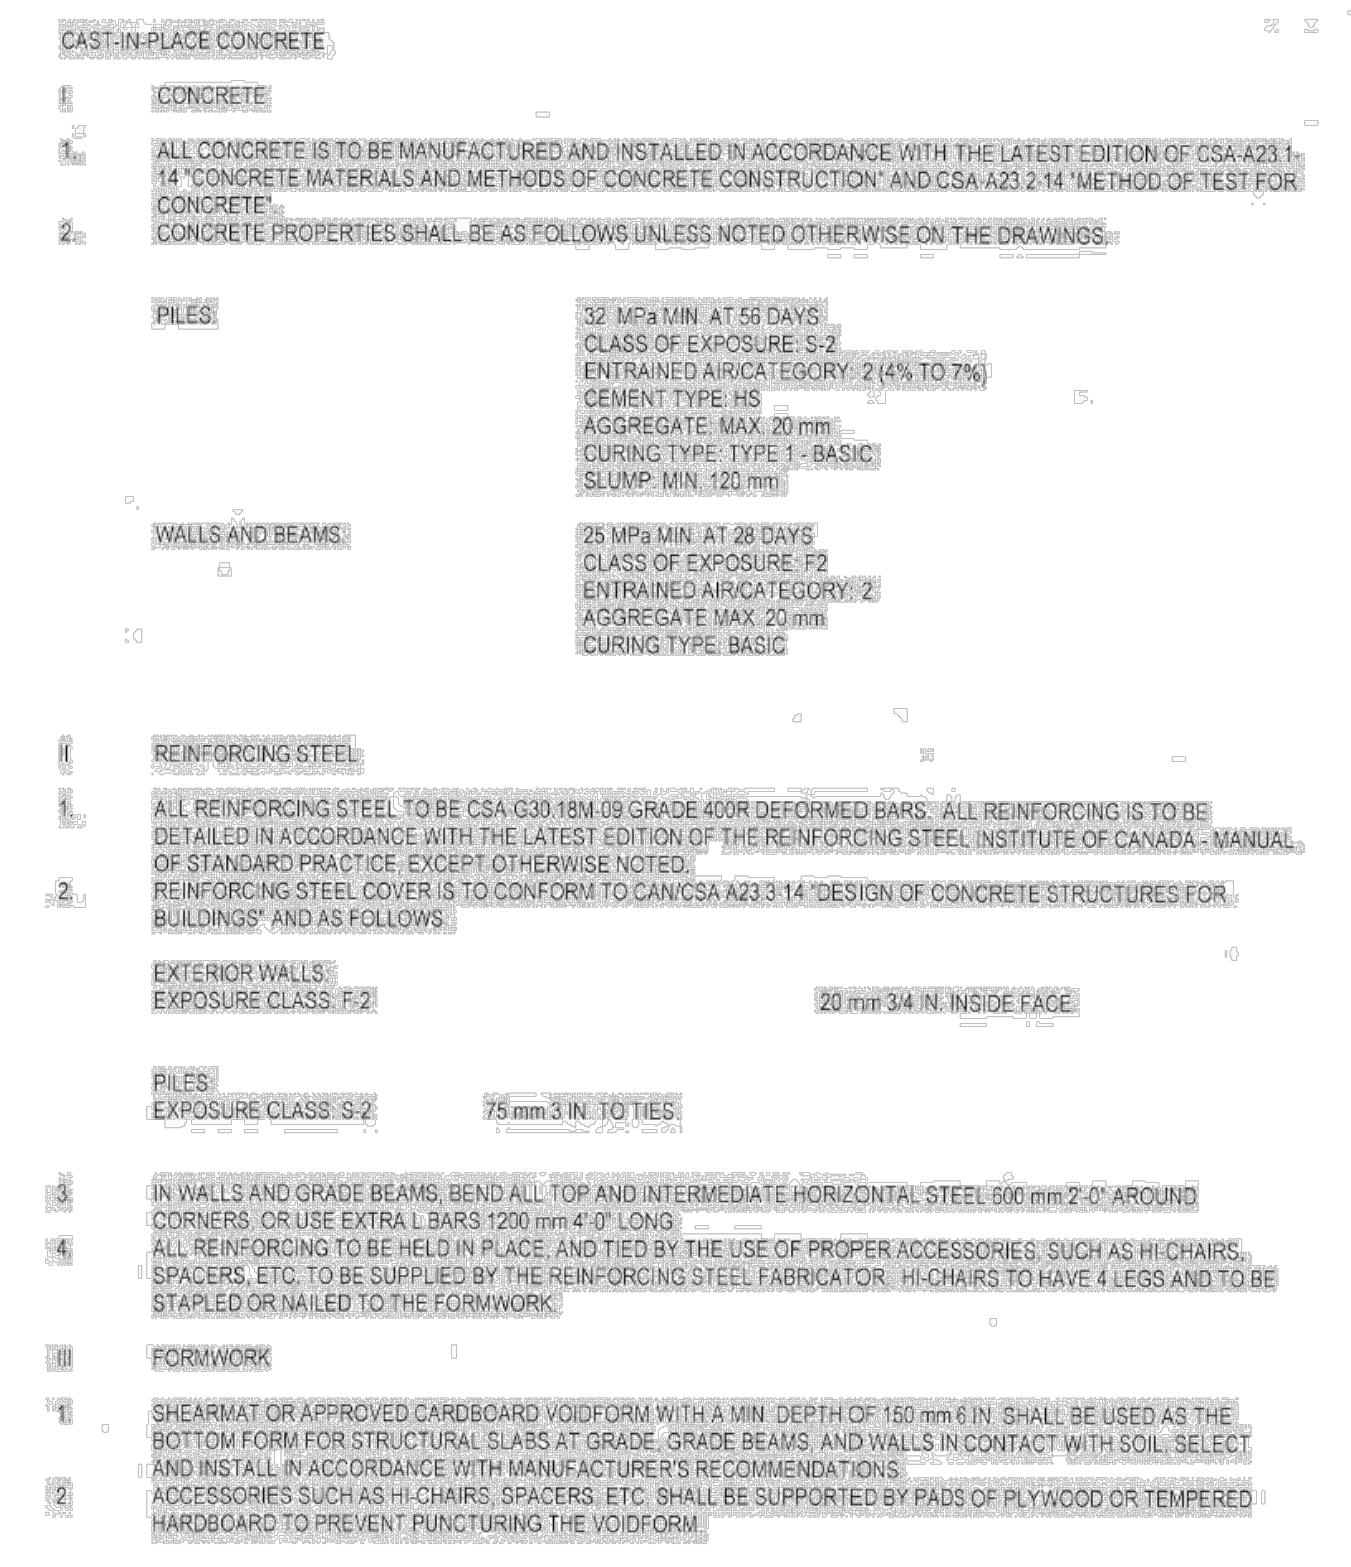 CAST-IN-PLACE CONCRETE
I CONCRETE
1. ALL CONCRETE IS TO BE MANUFACTURED AND INSTALLED IN ACCORDANCE WITH THE LATEST EDITION OF CSA-A23.1-
14 "CONCRETE MATERIALS AND METHODS OF CONCRETE CONSTRUCTION" AND CSA-A23.2-14 "METHOD OF TEST FOR
CONCRETE".
2. CONCRETE PROPERTIES SHALL BE AS FOLLOWS UNLESS NOTED OTHERWISE ON THE DRAWINGS.
PILES: 32 MPa MIN. AT 56 DAYS
CLASS OF EXPOSURE: S-2
ENTRAINED AIR/CATEGORY: 2 (4% TO 7%)
CEMENT TYPE: HS
AGGREGATE: MAX. 20 mm
CURING TYPE: TYPE 1 - BASIC
SLUMP: MIN. 120 mm
WALLS AND BEAMS: 25 MPa MIN. AT 28 DAYS
CLASS OF EXPOSURE: F2
ENTRAINED AIR/CATEGORY: 2
AGGREGATE MAX. 20 mm
CURING TYPE: BASIC
II REINFORCING STEEL
1. ALL REINFORCING STEEL TO BE CSA-G30.18M-09 GRADE 400R DEFORMED BARS. ALL REINFORCING IS TO BE
DETAILED IN ACCORDANCE WITH THE LATEST EDITION OF THE REINFORCING STEEL INSTITUTE OF CANADA - MANUAL
OF STANDARD PRACTICE, EXCEPT OTHERWISE NOTED.
2. REINFORCING STEEL COVER IS TO CONFORM TO CAN/CSA-A23.3-14 "DESIGN OF CONCRETE STRUCTURES FOR
BUILDINGS" AND AS FOLLOWS:
EXTERIOR WALLS:
EXPOSURE CLASS: F-2 20 mm 3/4 IN. INSIDE FACE
PILES:
EXPOSURE CLASS: S-2 75 mm 3 IN. TO TIES
3. IN WALLS AND GRADE BEAMS, BEND ALL TOP AND INTERMEDIATE HORIZONTAL STEEL 600 mm 2'-0" AROUND
CORNERS, OR USE EXTRA L BARS 1200 mm 4'-0" LONG.
4. ALL REINFORCING TO BE HELD IN PLACE, AND TIED BY THE USE OF PROPER ACCESSORIES, SUCH AS HI-CHAIRS,
SPACERS, ETC. TO BE SUPPLIED BY THE REINFORCING STEEL FABRICATOR. HI-CHAIRS TO HAVE 4 LEGS AND TO BE
STAPLED OR NAILED TO THE FORMWORK.
III FORMWORK
1. SHEARMAT OR APPROVED CARDBOARD VOIDFORM WITH A MIN. DEPTH OF 150 mm 6 IN. SHALL BE USED AS THE
BOTTOM FORM FOR STRUCTURAL SLABS AT GRADE, GRADE BEAMS, AND WALLS IN CONTACT WITH SOIL. SELECT
AND INSTALL IN ACCORDANCE WITH MANUFACTURER'S RECOMMENDATIONS.
2. ACCESSORIES SUCH AS HI-CHAIRS, SPACERS, ETC. SHALL BE SUPPORTED BY PADS OF PLYWOOD OR TEMPERED
HARDBOARD TO PREVENT PUNCTURING THE VOIDFORM.